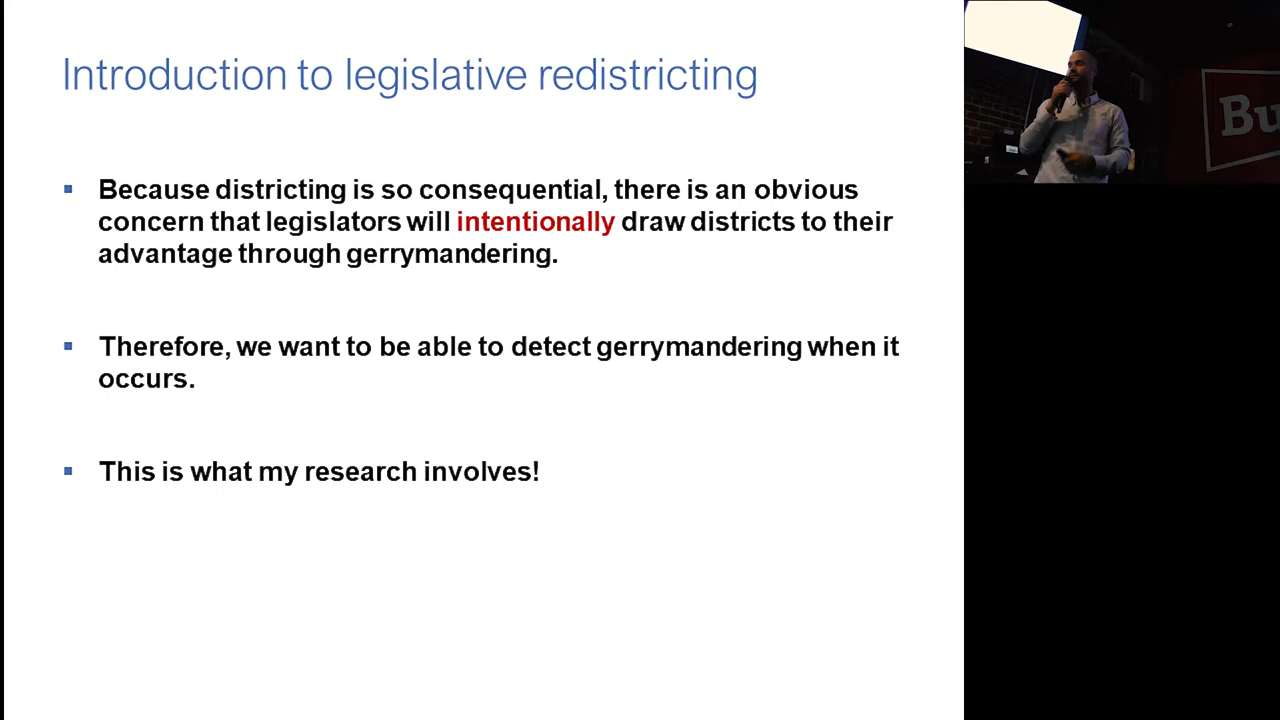 Introduction to legislative redistricting
▪ Because districting is so consequential, there is an obvious
concern that legislators will intentionally draw districts to their
advantage through gerrymandering.
▪ Therefore, we want to be able to detect gerrymandering when it
occurs.
▪ This is what my research involves!
Bu